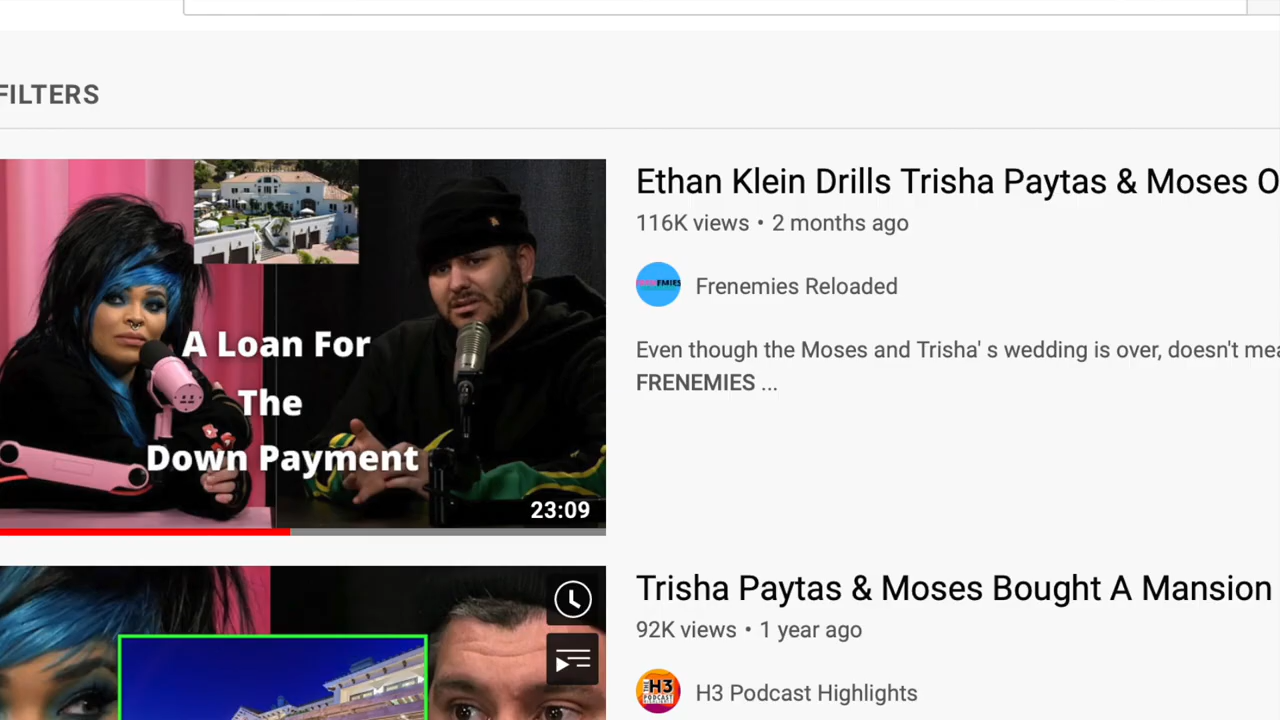 FILTERS
A Loan For
The
Down Payment
23:09
Ethan Klein Drills Trisha Paytas & Moses O
116K views • 2 months ago
Frenemies Reloaded
Even though the Moses and Trisha' s wedding is over, doesn't mea
FRENEMIES ...
Trisha Paytas & Moses Bought A Mansion
92K views • 1 year ago
H3
PODCAST
H3 Podcast Highlights